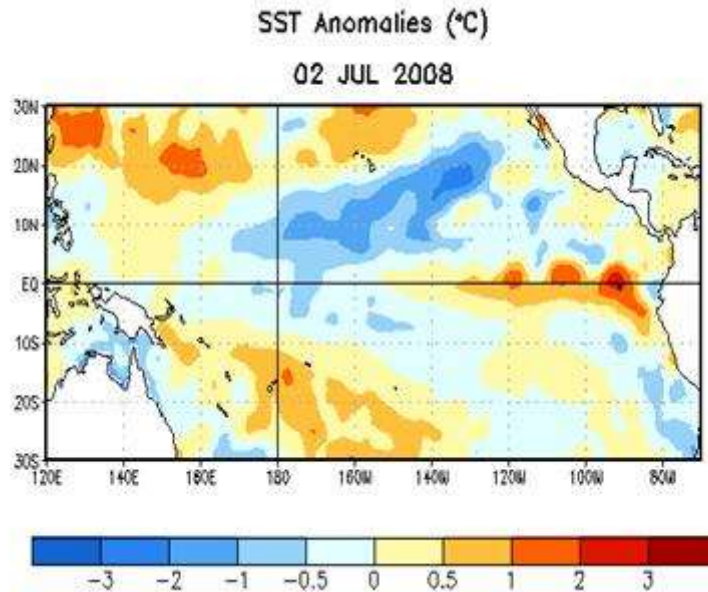 SST Anomalies (°C)
02 JUL 2008
30N
20N
10N
EQ
10S
20S
30S
120E 140E 160E 180 160W 140W 120W 100W 80W
-3 -2 -1 -0.5 0 0.5 1 2 3